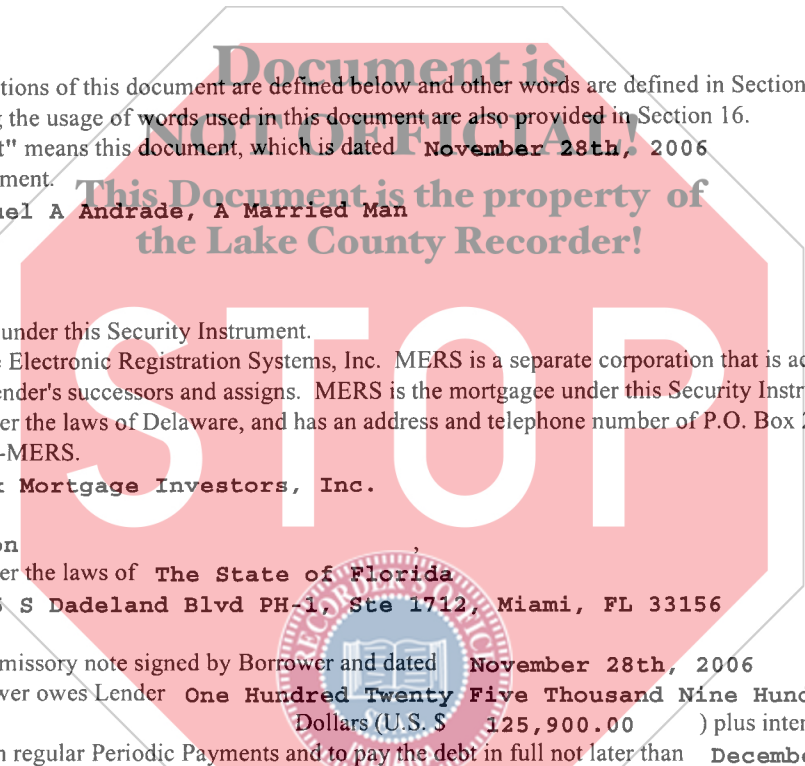 Document is
tions of this document are defined below and other words are defined in Section
the usage of words used in this document are also provided in Section 16.
NOT OFFICIAL!
t" means this document, which is dated November 28th, 2006
ment.
This Document is the property of
uel A Andrade, A Married Man
the Lake County Recorder!
under this Security Instrument.
STOP
Electronic Registration Systems, Inc. MERS is a separate corporation that is ac
ender's successors and assigns. MERS is the mortgagee under this Security Instr
er the laws of Delaware, and has an address and telephone number of P.O. Box
-MERS.
Mortgage Investors, Inc.
on ,
er the laws of The State of Florida
S Dadeland Blvd PH-1, Ste 1712, Miami, FL 33156
RECORDER'S OFFICE
missory note signed by Borrower and dated November 28th, 2006
wer owes Lender One Hundred Twenty Five Thousand Nine Hund
Dollars (U.S. $ 125,900.00 ) plus inter
n regular Periodic Payments and to pay the debt in full not later than Decembe